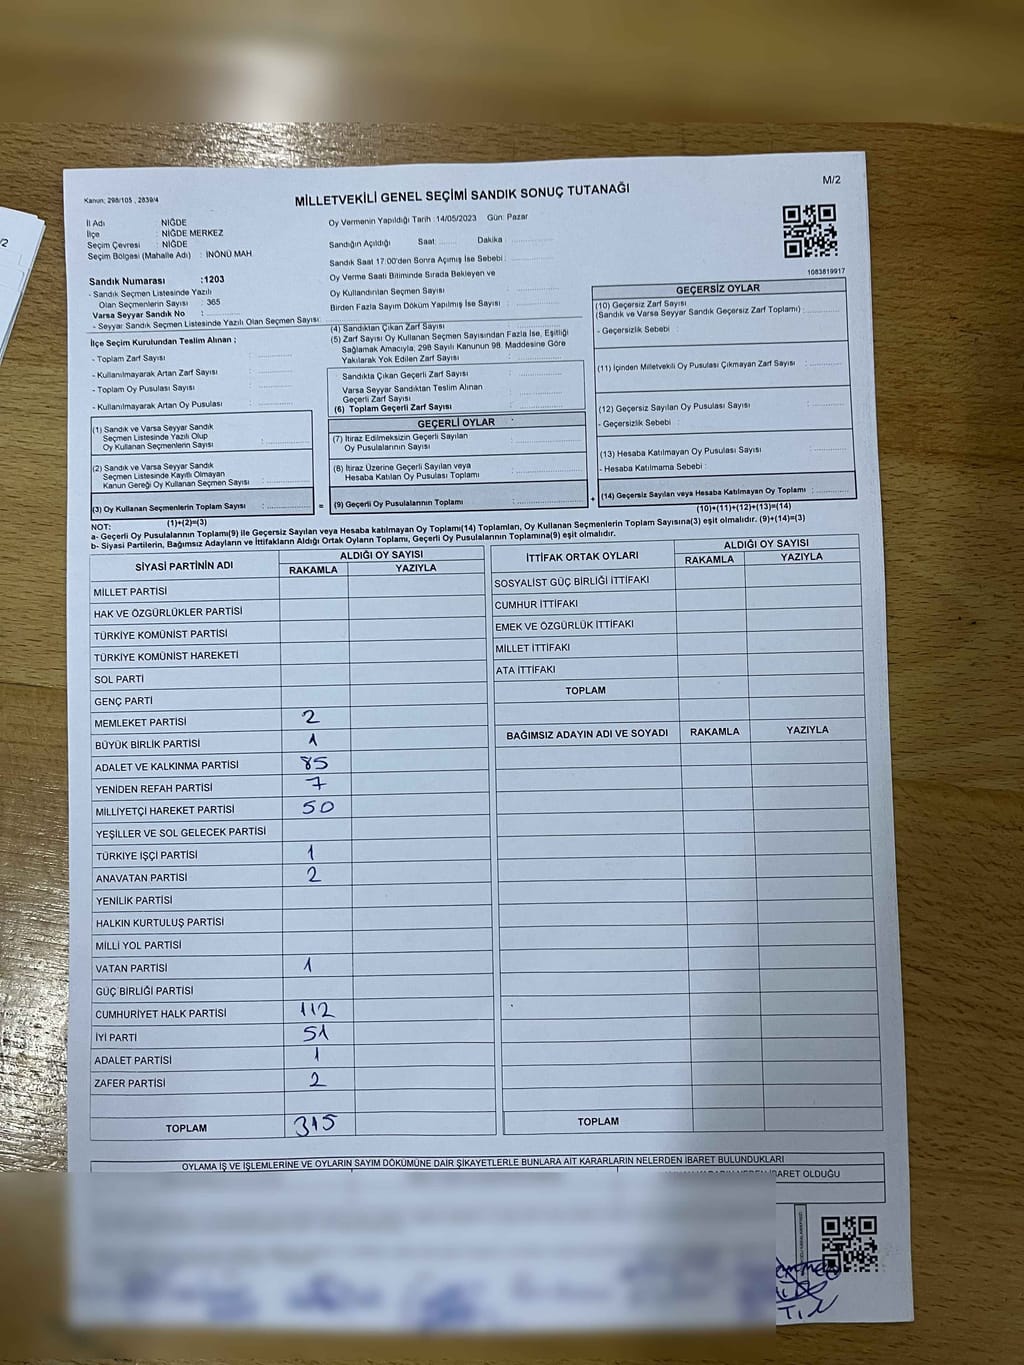 /2
Kanun: 298/105 , 2839/4
MİLLETVEKİLİ GENEL SEÇİMİ SANDIK SONUÇ TUTANAĞI
M/2
İl Adı NİĞDE
İlçe : NİĞDE MERKEZ
Seçim Çevresi : NİĞDE
Seçim Bölgesi (Mahalle Adı) : İNÖNÜ MAH
Sandık Numarası :1203
- Sandık Seçmen Listesinde Yazılı
Olan Seçmenlerin Sayısı : 365
Varsa Seyyar Sandık No :
- Seyyar Sandık Seçmen Listesinde Yazılı Olan Seçmen Sayısı:
İlçe Seçim Kurulundan Teslim Alınan ;
- Toplam Zarf Sayısı :
- Kullanılmayarak Artan Zarf Sayısı :
- Toplam Oy Pusulası Sayısı :
- Kullanılmayarak Artan Oy Pusulası :
(1) Sandık ve Varsa Seyyar Sandık
Seçmen Listesinde Yazılı Olup
Oy Kullanan Seçmenlerin Sayısı :
(2) Sandık ve Varsa Seyyar Sandık
Seçmen Listesinde Kayıtlı Olmayan
Kanun Gereği Oy Kullanan Seçmen Sayısı :
(3) Oy Kullanan Seçmenlerin Toplam Sayısı :
(1)+(2)=(3)
Oy Vermenin Yapıldığı Tarih :14/05/2023 Gün: Pazar
Sandığın Açıldığı Saat: Dakika :
Sandık Saat 17:00'den Sonra Açımış İse Sebebi :
Oy Verme Saati Bitiminde Sırada Bekleyen ve
Oy Kullandırılan Seçmen Sayısı :
Birden Fazla Sayım Döküm Yapılmış İse Sayısı :
(4) Sandıktan Çıkan Zarf Sayısı :
(5) Zarf Sayısı Oy Kullanan Seçmen Sayısından Fazla İse, Eşitliği
Sağlamak Amacıyla, 298 Sayılı Kanunun 98. Maddesine Göre
Yakılarak Yok Edilen Zarf Sayısı :
Sandıkta Çıkan Geçerli Zarf Sayısı :
Varsa Seyyar Sandıktan Teslim Alınan
Geçerli Zarf Sayısı :
(6) Toplam Geçerli Zarf Sayısı :
GEÇERLİ OYLAR
(7) İtiraz Edilmeksizin Geçerli Sayılan
Oy Pusulalarının Sayısı :
(8) İtiraz Üzerine Geçerli Sayılan veya
Hesaba Katılan Oy Pusulası Toplamı :
= (9) Geçerli Oy Pusulalarının Toplamı : +
1083819917
GEÇERSİZ OYLAR
(10) Geçersiz Zarf Sayısı
(Sandık ve Varsa Seyyar Sandık Geçersiz Zarf Toplamı) :
- Geçersizlik Sebebi :
(11) İçinden Milletvekili Oy Pusulası Çıkmayan Zarf Sayısı :
(12) Geçersiz Sayılan Oy Pusulası Sayısı :
- Geçersizlik Sebebi :
(13) Hesaba Katılmayan Oy Pusulası Sayısı :
- Hesaba Katılmama Sebebi :
(14) Geçersiz Sayılan veya Hesaba Katılmayan Oy Toplamı :
(10)+(11)+(12)+(13)=(14)
NOT:
a- Geçerli Oy Pusulalarının Toplamı(9) ile Geçersiz Sayılan veya Hesaba katılmayan Oy Toplamı(14) Toplamları, Oy Kullanan Seçmenlerin Toplam Sayısına(3) eşit olmalıdır. (9)+(14)=(3)
b- Siyasi Partilerin, Bağımsız Adayların ve İttifakların Aldığı Ortak Oyların Toplamı, Geçerli Oy Pusulalarının Toplamına(9) eşit olmalıdır.
SİYASİ PARTİNİN ADI ALDIĞI OY SAYISI
RAKAMLA YAZIYLA
MİLLET PARTİSİ
HAK VE ÖZGÜRLÜKLER PARTİSİ
TÜRKİYE KOMÜNİST PARTİSİ
TÜRKİYE KOMÜNİST HAREKETİ
SOL PARTİ
GENÇ PARTİ
MEMLEKET PARTİSİ 2
BÜYÜK BİRLİK PARTİSİ 1
ADALET VE KALKINMA PARTİSİ 85
YENİDEN REFAH PARTİSİ 7
MİLLİYETÇİ HAREKET PARTİSİ 50
YEŞİLLER VE SOL GELECEK PARTİSİ
TÜRKİYE İŞÇİ PARTİSİ 1
ANAVATAN PARTİSİ 2
YENİLİK PARTİSİ
HALKIN KURTULUŞ PARTİSİ
MİLLİ YOL PARTİSİ
VATAN PARTİSİ 1
GÜÇ BİRLİĞİ PARTİSİ
CUMHURİYET HALK PARTİSİ 112
İYİ PARTİ 51
ADALET PARTİSİ 1
ZAFER PARTİSİ 2
TOPLAM 315
İTTİFAK ORTAK OYLARI ALDIĞI OY SAYISI
RAKAMLA YAZIYLA
SOSYALİST GÜÇ BİRLİĞİ İTTİFAKI
CUMHUR İTTİFAKI
EMEK VE ÖZGÜRLÜK İTTİFAKI
MİLLET İTTİFAKI
ATA İTTİFAKI
TOPLAM
BAĞIMSIZ ADAYIN ADI VE SOYADI RAKAMLA YAZIYLA
TOPLAM
OYLAMA İŞ VE İŞLEMLERİNE VE OYLARIN SAYIM DÖKÜMÜNE DAİR ŞİKAYETLERLE BUNLARA AİT KARARLARIN NELERDEN İBARET BULUNDUKLARI
İBARET OLDUĞU